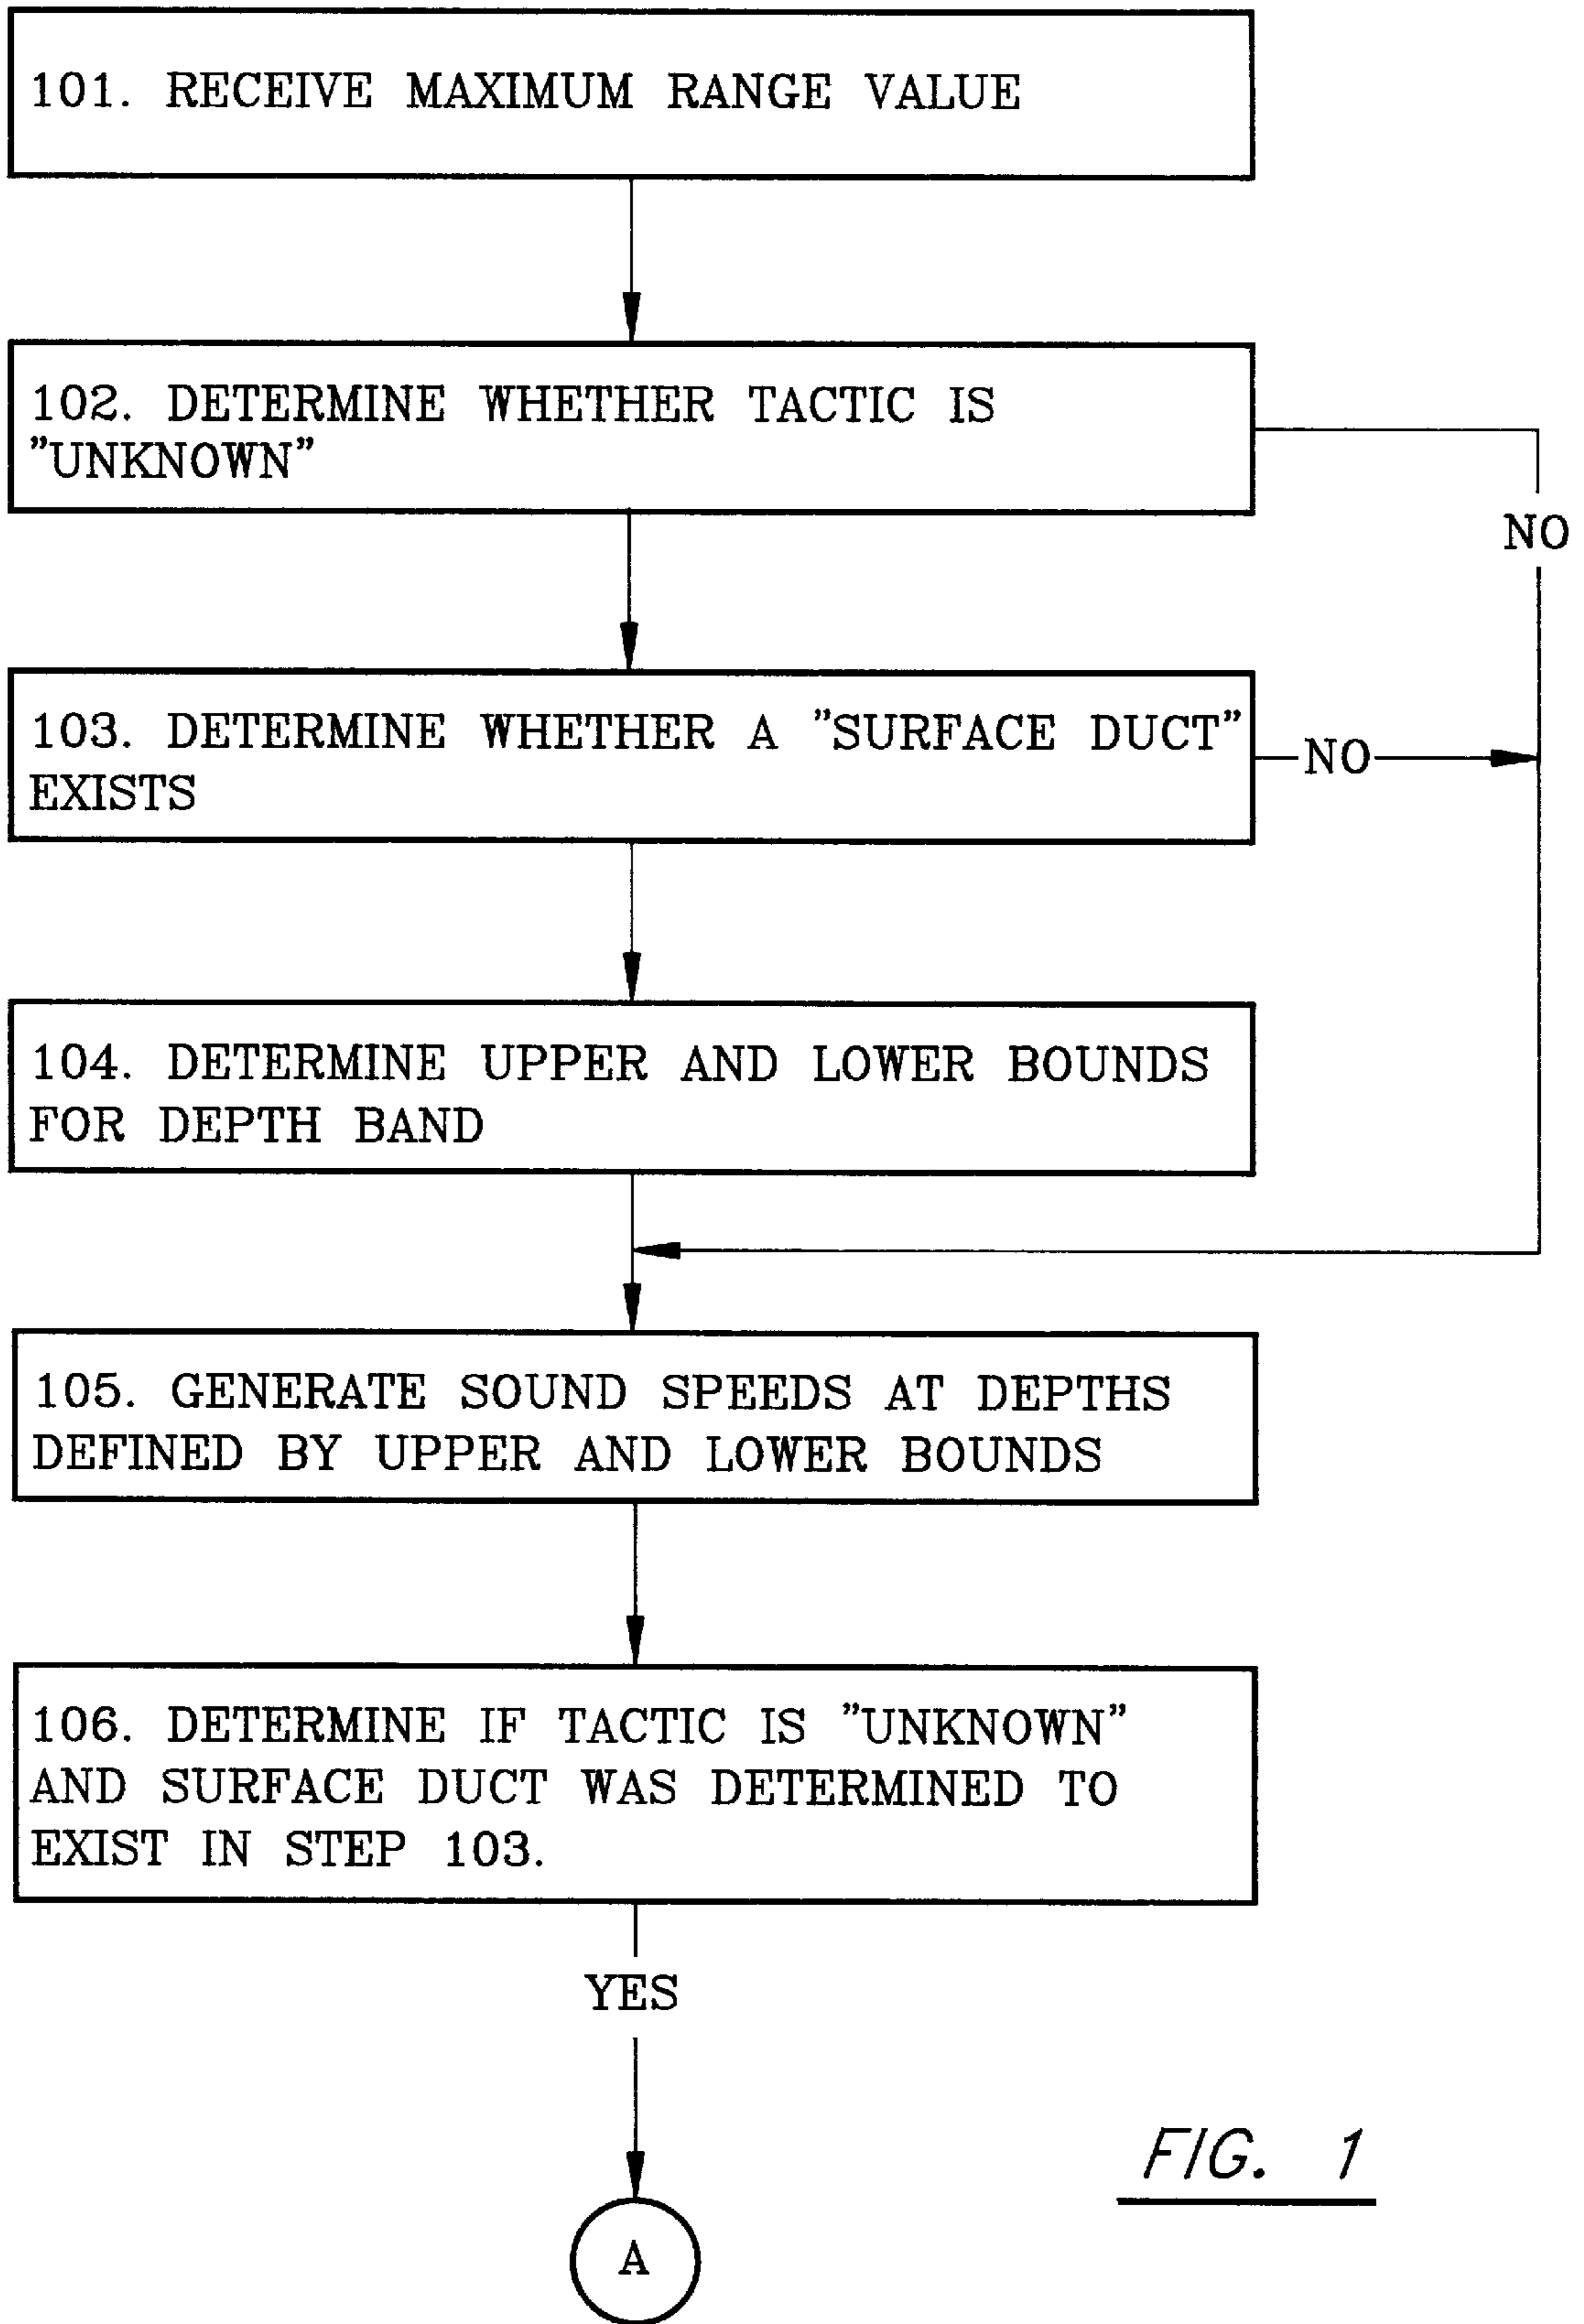 101. RECEIVE MAXIMUM RANGE VALUE
102. DETERMINE WHETHER TACTIC IS
"UNKNOWN"
NO
103. DETERMINE WHETHER A "SURFACE DUCT"
EXISTS
NO
104. DETERMINE UPPER AND LOWER BOUNDS
FOR DEPTH BAND
105. GENERATE SOUND SPEEDS AT DEPTHS
DEFINED BY UPPER AND LOWER BOUNDS
106. DETERMINE IF TACTIC IS "UNKNOWN"
AND SURFACE DUCT WAS DETERMINED TO
EXIST IN STEP 103.
YES
A
FIG. 1